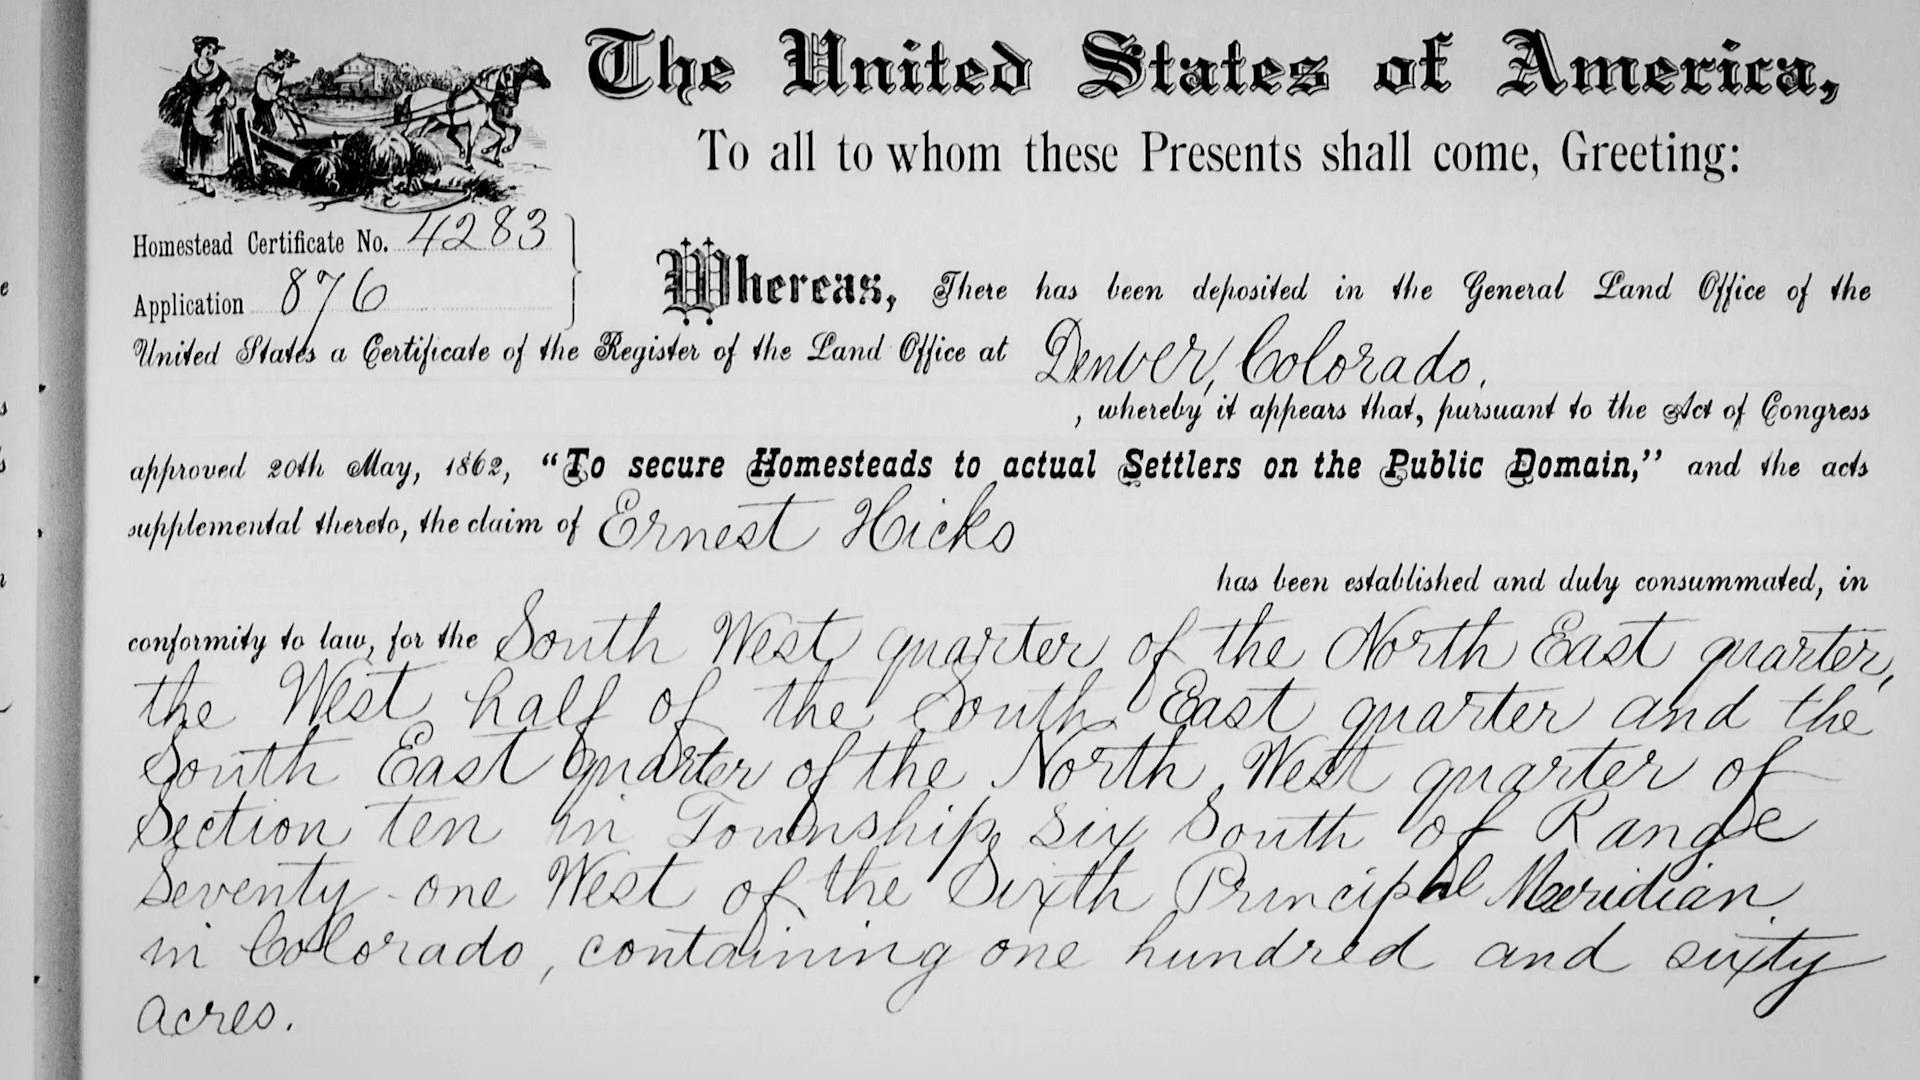 The United States of America,
To all to whom these Presents shall come, Greeting:
Homestead Certificate No. 4283
Application 876
Whereas, There has been deposited in the General Land Office of the
United States a Certificate of the Register of the Land Office at Denver, Colorado,
, whereby it appears that, pursuant to the Act of Congress
approved 20th May, 1862, “To secure Homesteads to actual Settlers on the Public Domain,” and the acts
supplemental thereto, the claim of Ernest Hicks
has been established and duly consummated, in
conformity to law, for the South West quarter of the North East quarter,
the West half of the South East quarter and the
South East quarter of the North West quarter of
Section ten in Township six South of Range
Seventy-one West of the Sixth Principal Meridian
in Colorado, containing one hundred and sixty
acres.